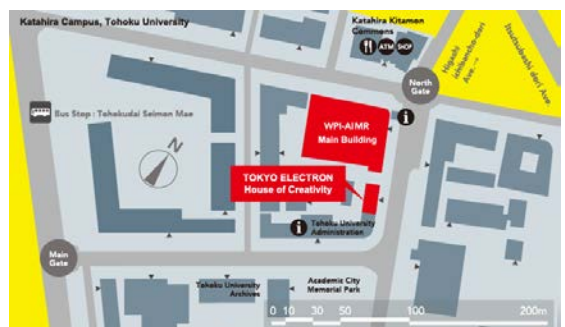 Katahira Campus, Tohoku University
Katahira Kitamon
Commons
ATM
SHOP
Higashi
ichibancho-dori
Ave.→
Itsutsubashi dori Ave.
North
Gate
i
Bus Stop : Tohokudai Seimon Mae
N
WPI-AIMR
Main Building
TOKYO ELECTRON
House of Creativity
i
Tohoku University
Administration
Main
Gate
Tohoku University
Archives
Academic City
Memorial Park
0 10 30 50 100 200m